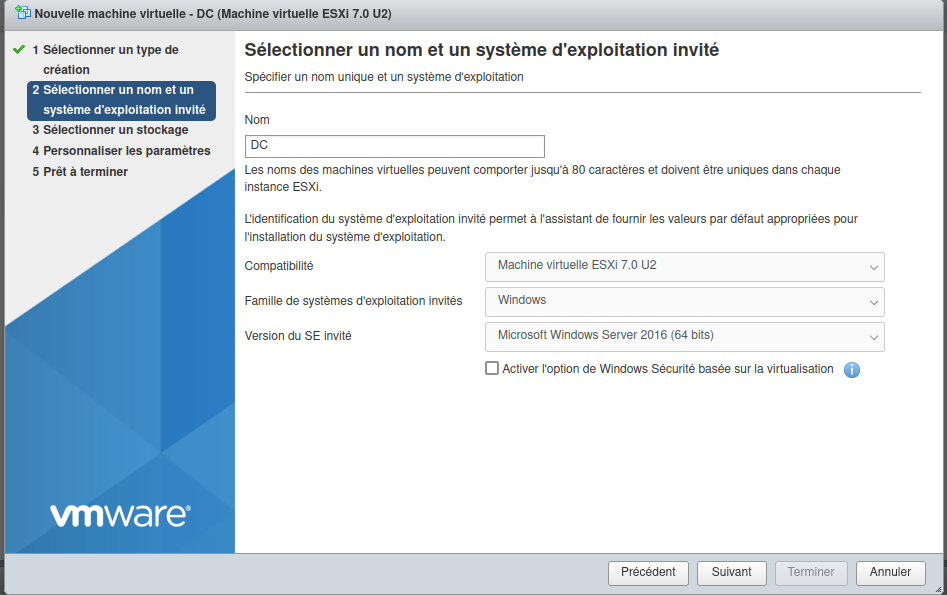 Nouvelle machine virtuelle - DC (Machine virtuelle ESXi 7.0 U2)
1 Sélectionner un type de
création
2 Sélectionner un nom et un
système d'exploitation invité
3 Sélectionner un stockage
4 Personnaliser les paramètres
5 Prêt à terminer
vmware®
Sélectionner un nom et un système d'exploitation invité
Spécifier un nom unique et un système d'exploitation
Nom
DC
Les noms des machines virtuelles peuvent comporter jusqu'à 80 caractères et doivent être uniques dans chaque
instance ESXi.
L'identification du système d'exploitation invité permet à l'assistant de fournir les valeurs par défaut appropriées pour
l'installation du système d'exploitation.
Compatibilité Machine virtuelle ESXi 7.0 U2
Famille de systèmes d'exploitation invités Windows
Version du SE invité Microsoft Windows Server 2016 (64 bits)
Activer l'option de Windows Sécurité basée sur la virtualisation
Précédent Suivant Terminer Annuler